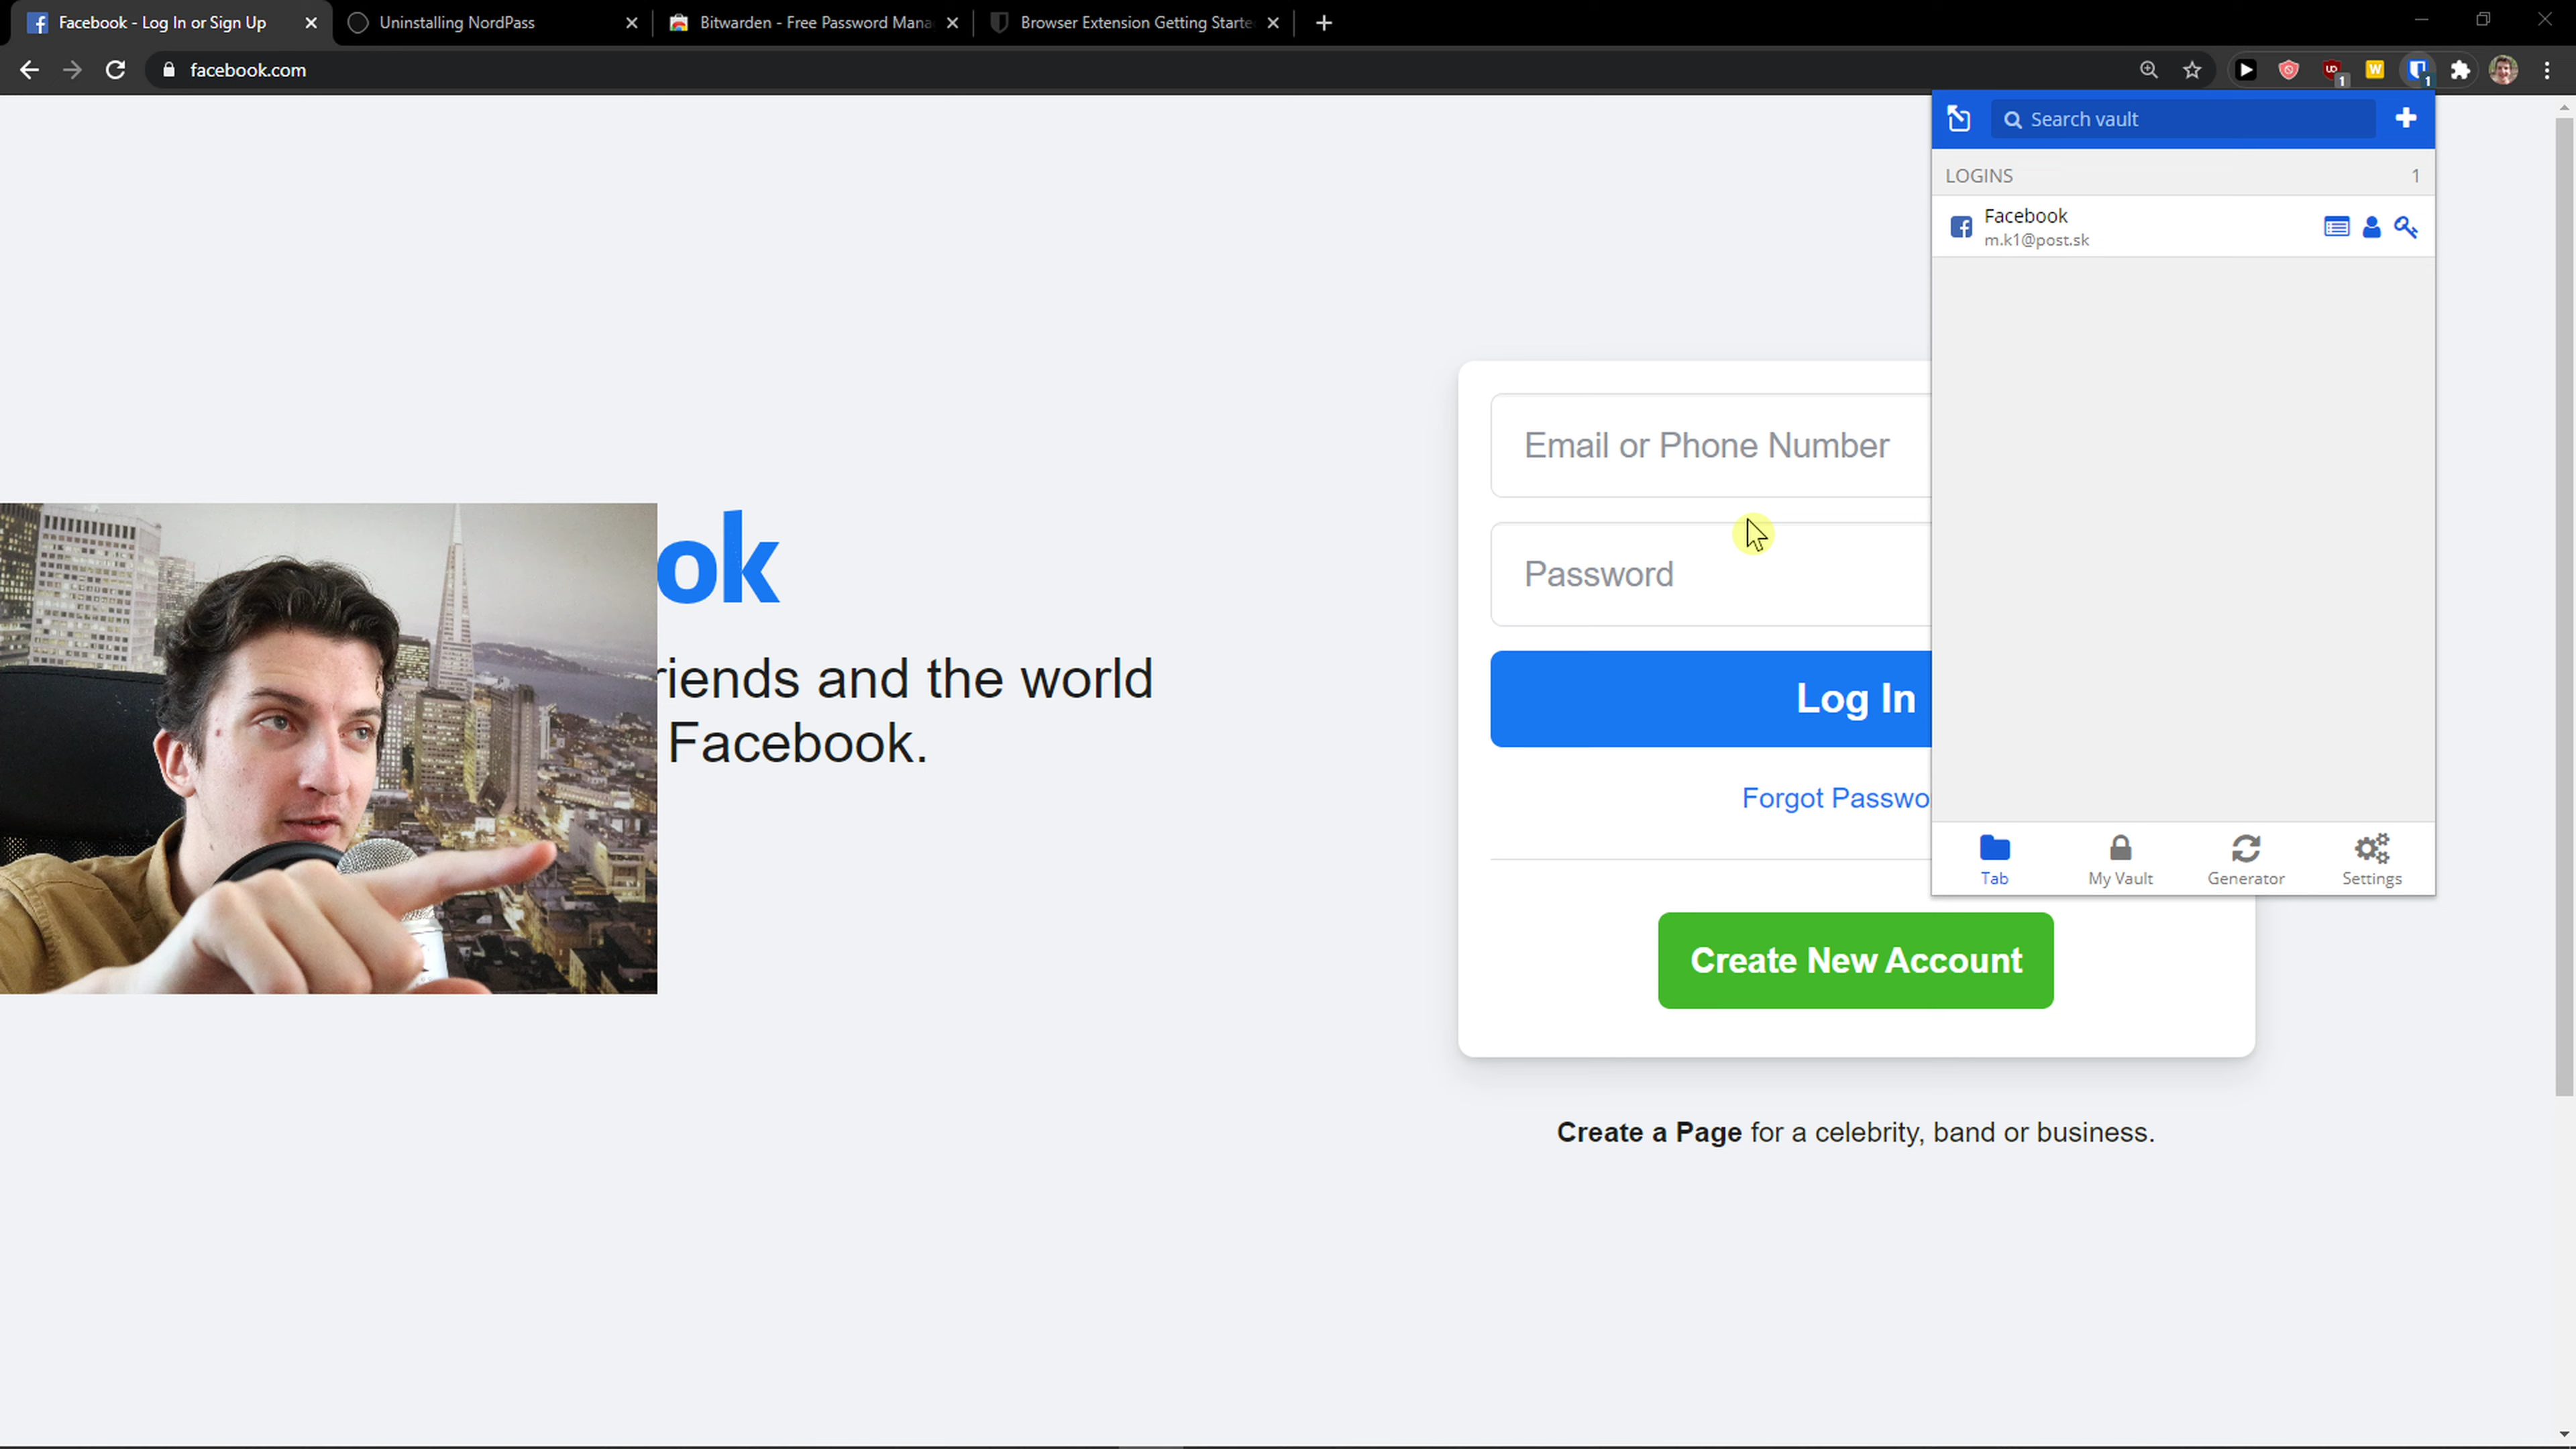 Facebook - Log In or Sign Up
Uninstalling NordPass
Bitwarden - Free Password Mana
Browser Extension Getting Starte
facebook.com
1
W
1
Search vault
LOGINS
1
Facebook
m.k1@post.sk
Email or Phone Number
Password
ok
riends and the world
Facebook.
Log In
Forgot Passwo
Tab
My Vault
Generator
Settings
Create New Account
Create a Page for a celebrity, band or business.